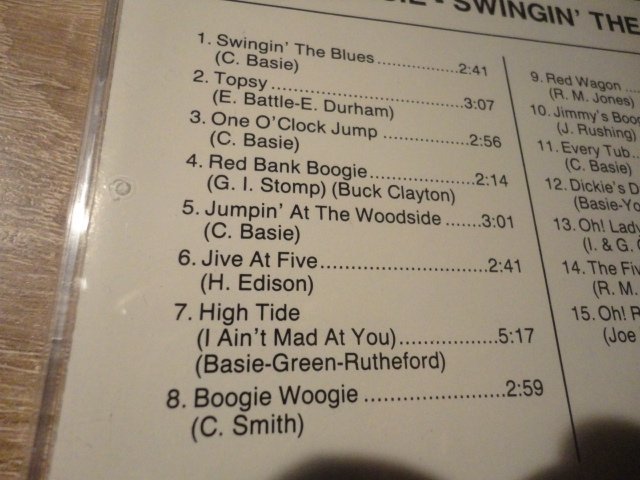 SWINGIN' THE
1. Swingin' The Blues...............2:41
(C. Basie)
2. Topsy...............3:07
(E. Battle-E. Durham)
3. One O'Clock Jump ...............2:56
(C. Basie)
4. Red Bank Boogie...............2:14
(G. I. Stomp) (Buck Clayton)
5. Jumpin' At The Woodside.......3:01
(C. Basie)
6. Jive At Five...............2:41
(H. Edison)
7. High Tide
(I Ain't Mad At You)...............5:17
(Basie-Green-Rutheford)
8. Boogie Woogie ...............2:59
(C. Smith)
9. Red Wagon ...
(R. M. Jones)
10. Jimmy's Boog
(J. Rushing)
11. Every Tub..
(C. Basie)
12. Dickie's D
(Basie-Yo
13. Oh! Lady
(I. & G. G
14. The Fiv
(R. M.
15. Oh! R
(Joe